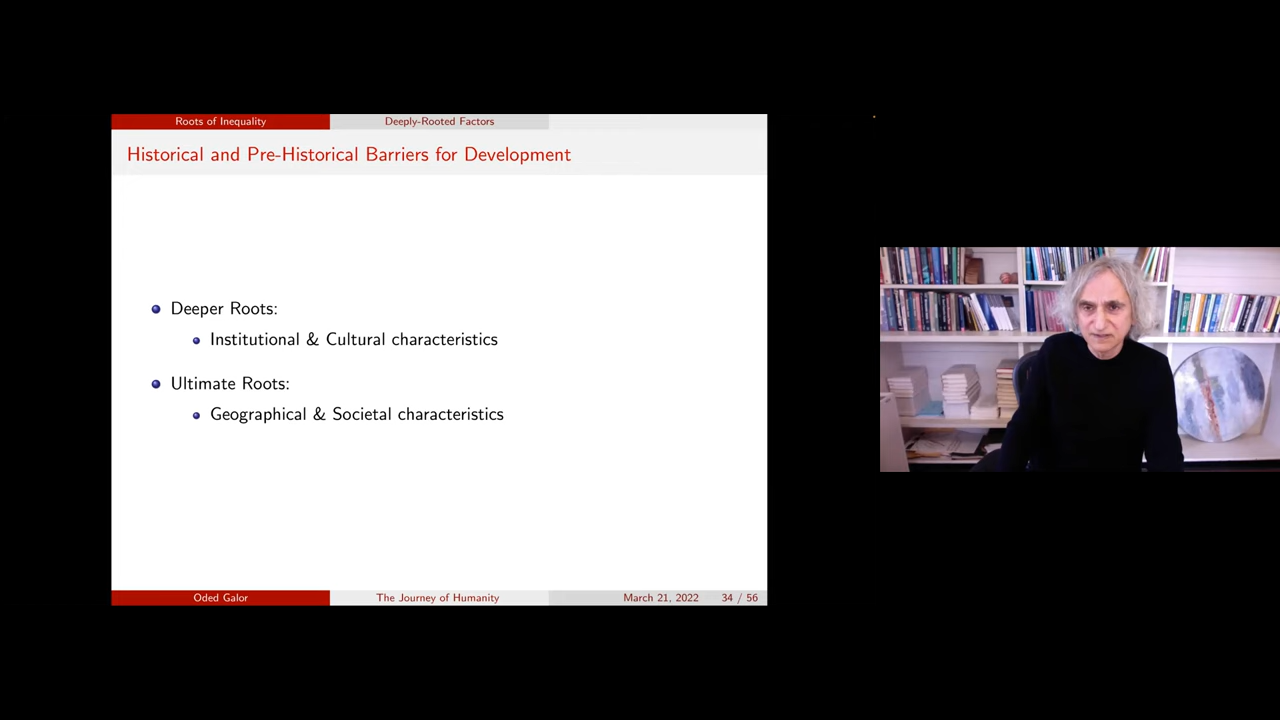 Roots of Inequality
Deeply-Rooted Factors
Historical and Pre-Historical Barriers for Development
Deeper Roots:
Institutional & Cultural characteristics
Ultimate Roots:
Geographical & Societal characteristics
Oded Galor
The Journey of Humanity
March 21, 2022
34 / 56